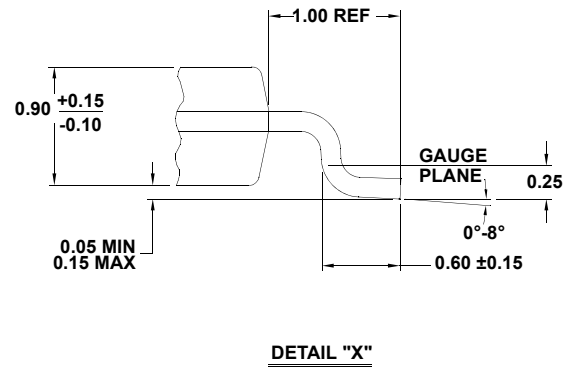 1.00 REF
0.90 +0.15
-0.10
GAUGE
PLANE
0.25
0°-8°
0.05 MIN
0.15 MAX
0.60 ±0.15
DETAIL "X"